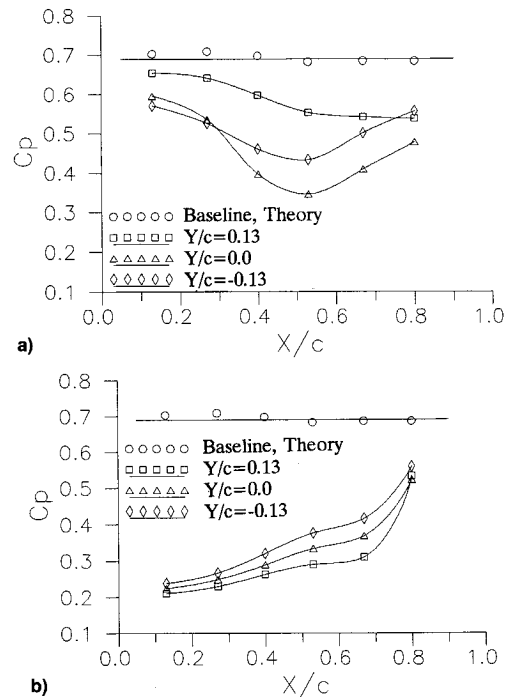 0.8
0.7
0.6
0.5
0.4
0.3
0.2
0.1
Cp
Baseline, Theory
Y/c=0.13
Y/c=0.0
Y/c=-0.13
0.0 0.2 0.4 0.6 0.8 1.0
X/c
a)
0.8
0.7
0.6
0.5
0.4
0.3
0.2
0.1
Cp
Baseline, Theory
Y/c=0.13
Y/c=0.0
Y/c=-0.13
0.0 0.2 0.4 0.6 0.8 1.0
X/c
b)